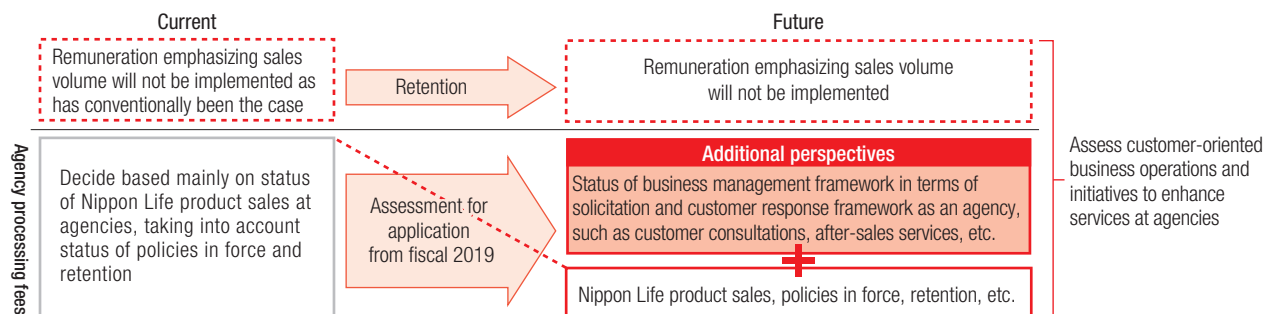 Current
Future
Remuneration emphasizing sales
volume will not be implemented as
has conventionally been the case
Retention
Remuneration emphasizing sales volume
will not be implemented
Agency processing fees
Decide based mainly on status
of Nippon Life product sales at
agencies, taking into account
status of policies in force and
retention
Assessment for
application
from fiscal 2019
Additional perspectives
Status of business management framework in terms of
solicitation and customer response framework as an agency,
such as customer consultations, after-sales services, etc.
+
Nippon Life product sales, policies in force, retention, etc.
Assess customer-oriented
business operations and
initiatives to enhance
services at agencies